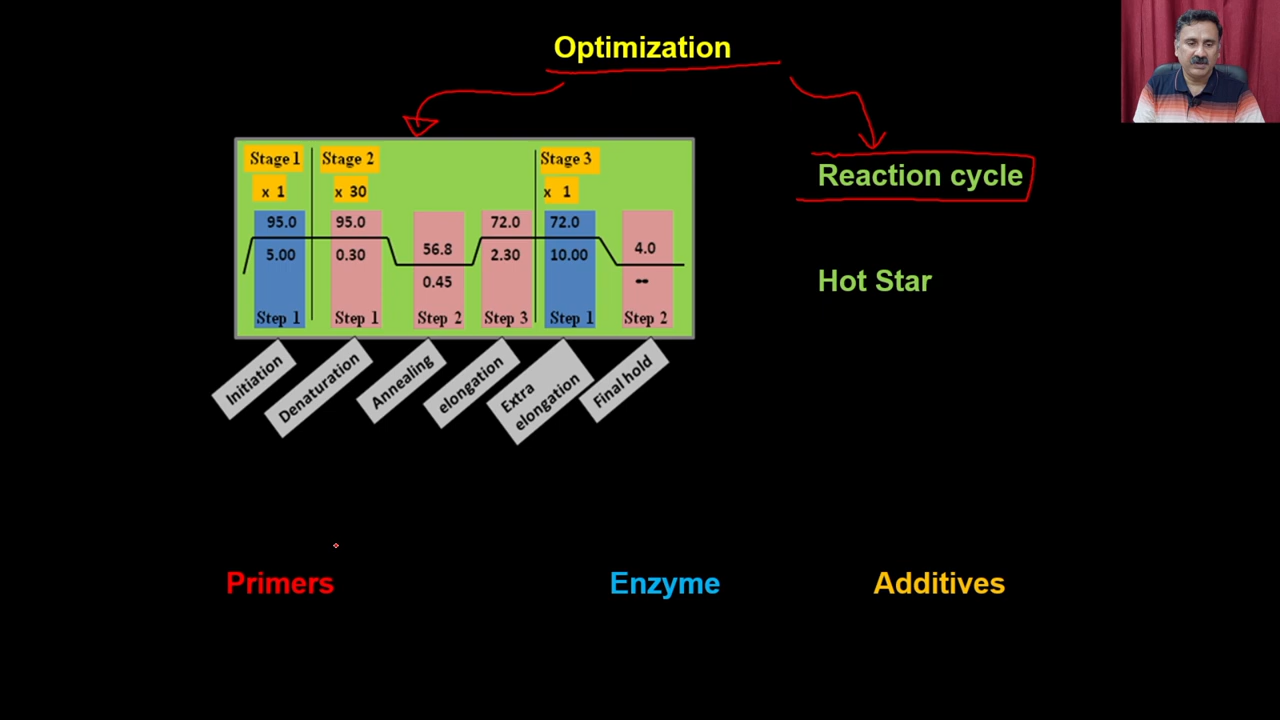 Optimization
Stage 1 Stage 2 Stage 3
x 1 x 30 x 1
95.0 95.0 56.8 72.0 72.0 4.0
5.00 0.30 0.45 2.30 10.00 ∞
Step 1 Step 1 Step 2 Step 3 Step 1 Step 2
Initiation
Denaturation
Annealing
elongation
Extra
elongation
Final hold
Reaction cycle
Hot Star
Primers
Enzyme
Additives